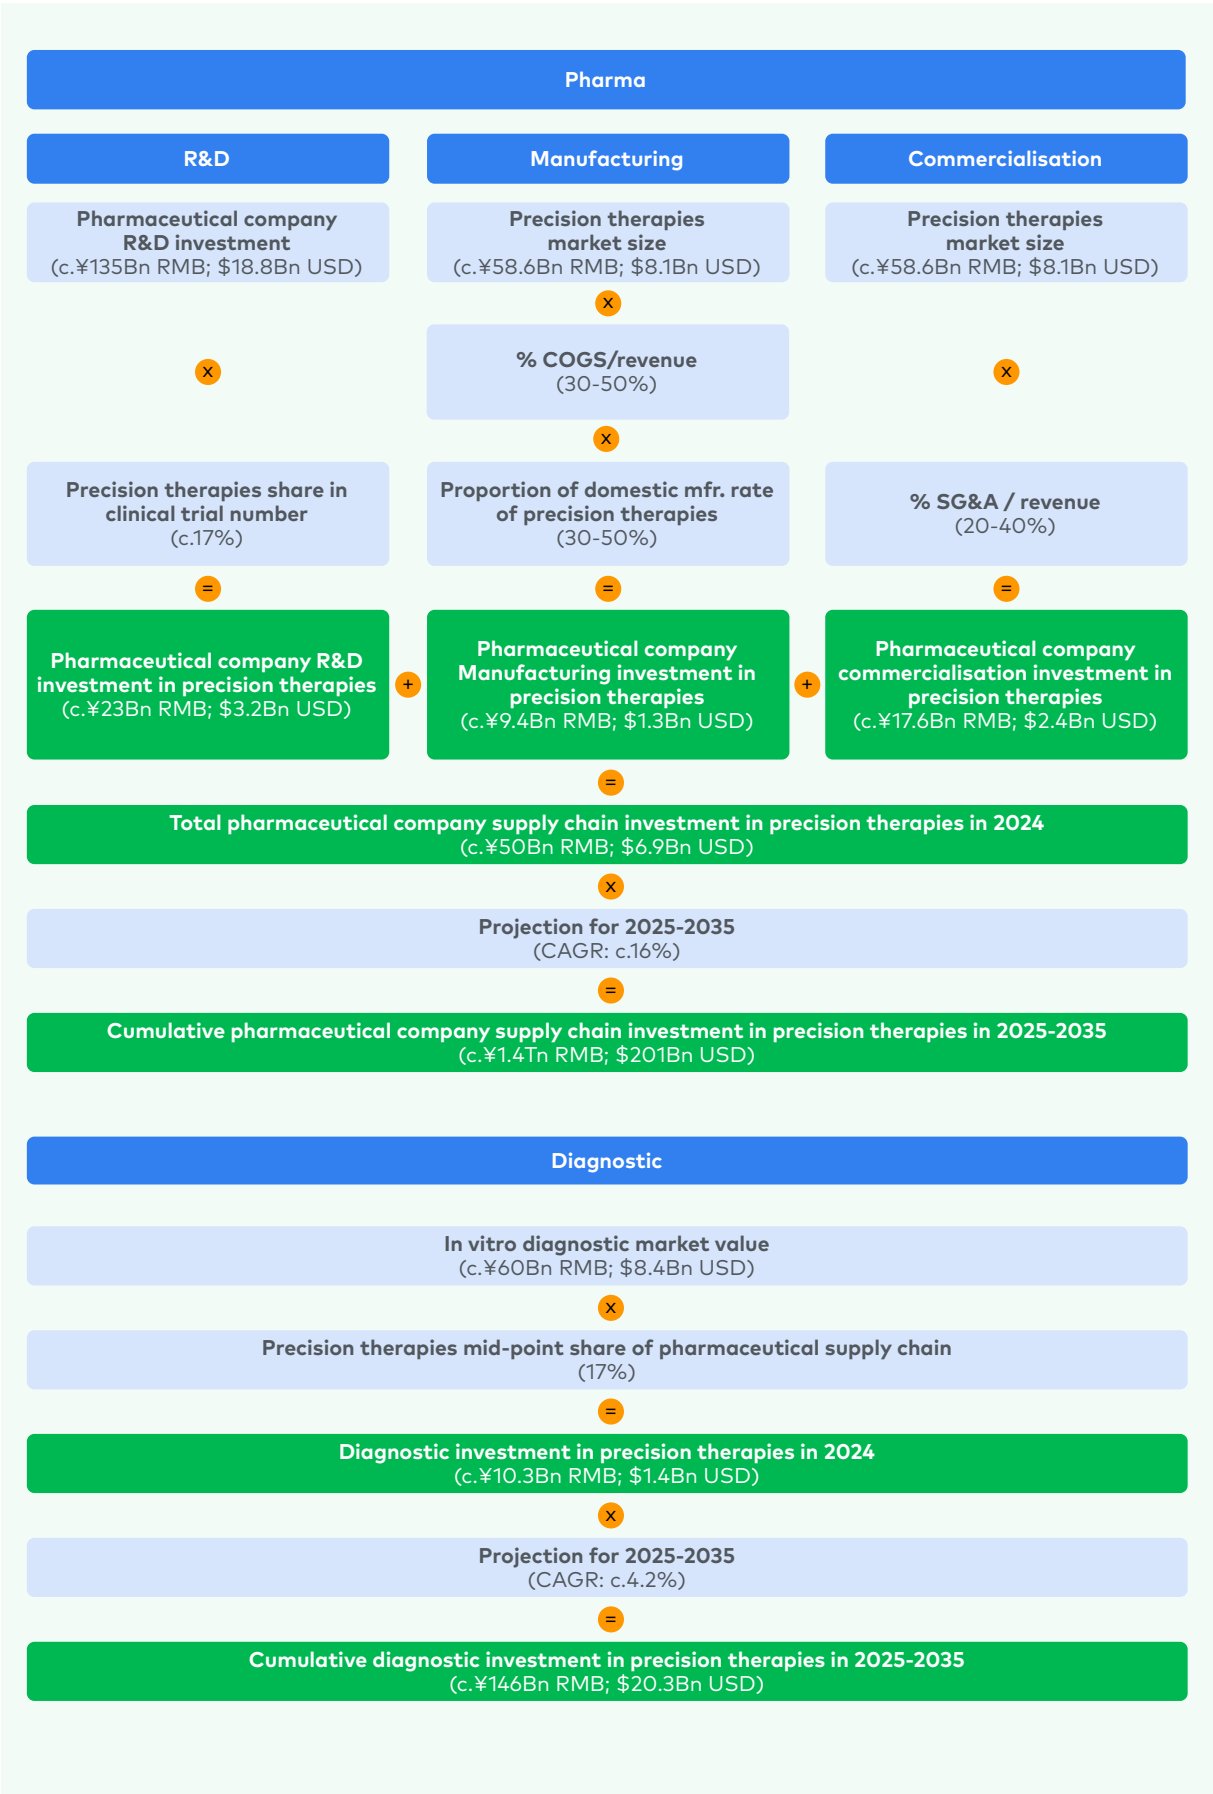 Pharma
R&D
Manufacturing
Commercialisation
Pharmaceutical company
R&D investment
(c.¥135Bn RMB; $18.8Bn USD)
Precision therapies
market size
(c.¥58.6Bn RMB; $8.1Bn USD)
Precision therapies
market size
(c.¥58.6Bn RMB; $8.1Bn USD)
x
x
% COGS/revenue
(30-50%)
x
x
Precision therapies share in
clinical trial number
(c.17%)
Proportion of domestic mfr. rate
of precision therapies
(30-50%)
% SG&A / revenue
(20-40%)
=
=
=
Pharmaceutical company R&D
investment in precision therapies
(c.¥23Bn RMB; $3.2Bn USD)
+
Pharmaceutical company
Manufacturing investment in
precision therapies
(c.¥9.4Bn RMB; $1.3Bn USD)
+
Pharmaceutical company
commercialisation investment in
precision therapies
(c.¥17.6Bn RMB; $2.4Bn USD)
=
Total pharmaceutical company supply chain investment in precision therapies in 2024
(c.¥50Bn RMB; $6.9Bn USD)
x
Projection for 2025-2035
(CAGR: c.16%)
=
Cumulative pharmaceutical company supply chain investment in precision therapies in 2025-2035
(c.¥1.4Tn RMB; $201Bn USD)
Diagnostic
In vitro diagnostic market value
(c.¥60Bn RMB; $8.4Bn USD)
x
Precision therapies mid-point share of pharmaceutical supply chain
(17%)
=
Diagnostic investment in precision therapies in 2024
(c.¥10.3Bn RMB; $1.4Bn USD)
x
Projection for 2025-2035
(CAGR: c.4.2%)
=
Cumulative diagnostic investment in precision therapies in 2025-2035
(c.¥146Bn RMB; $20.3Bn USD)